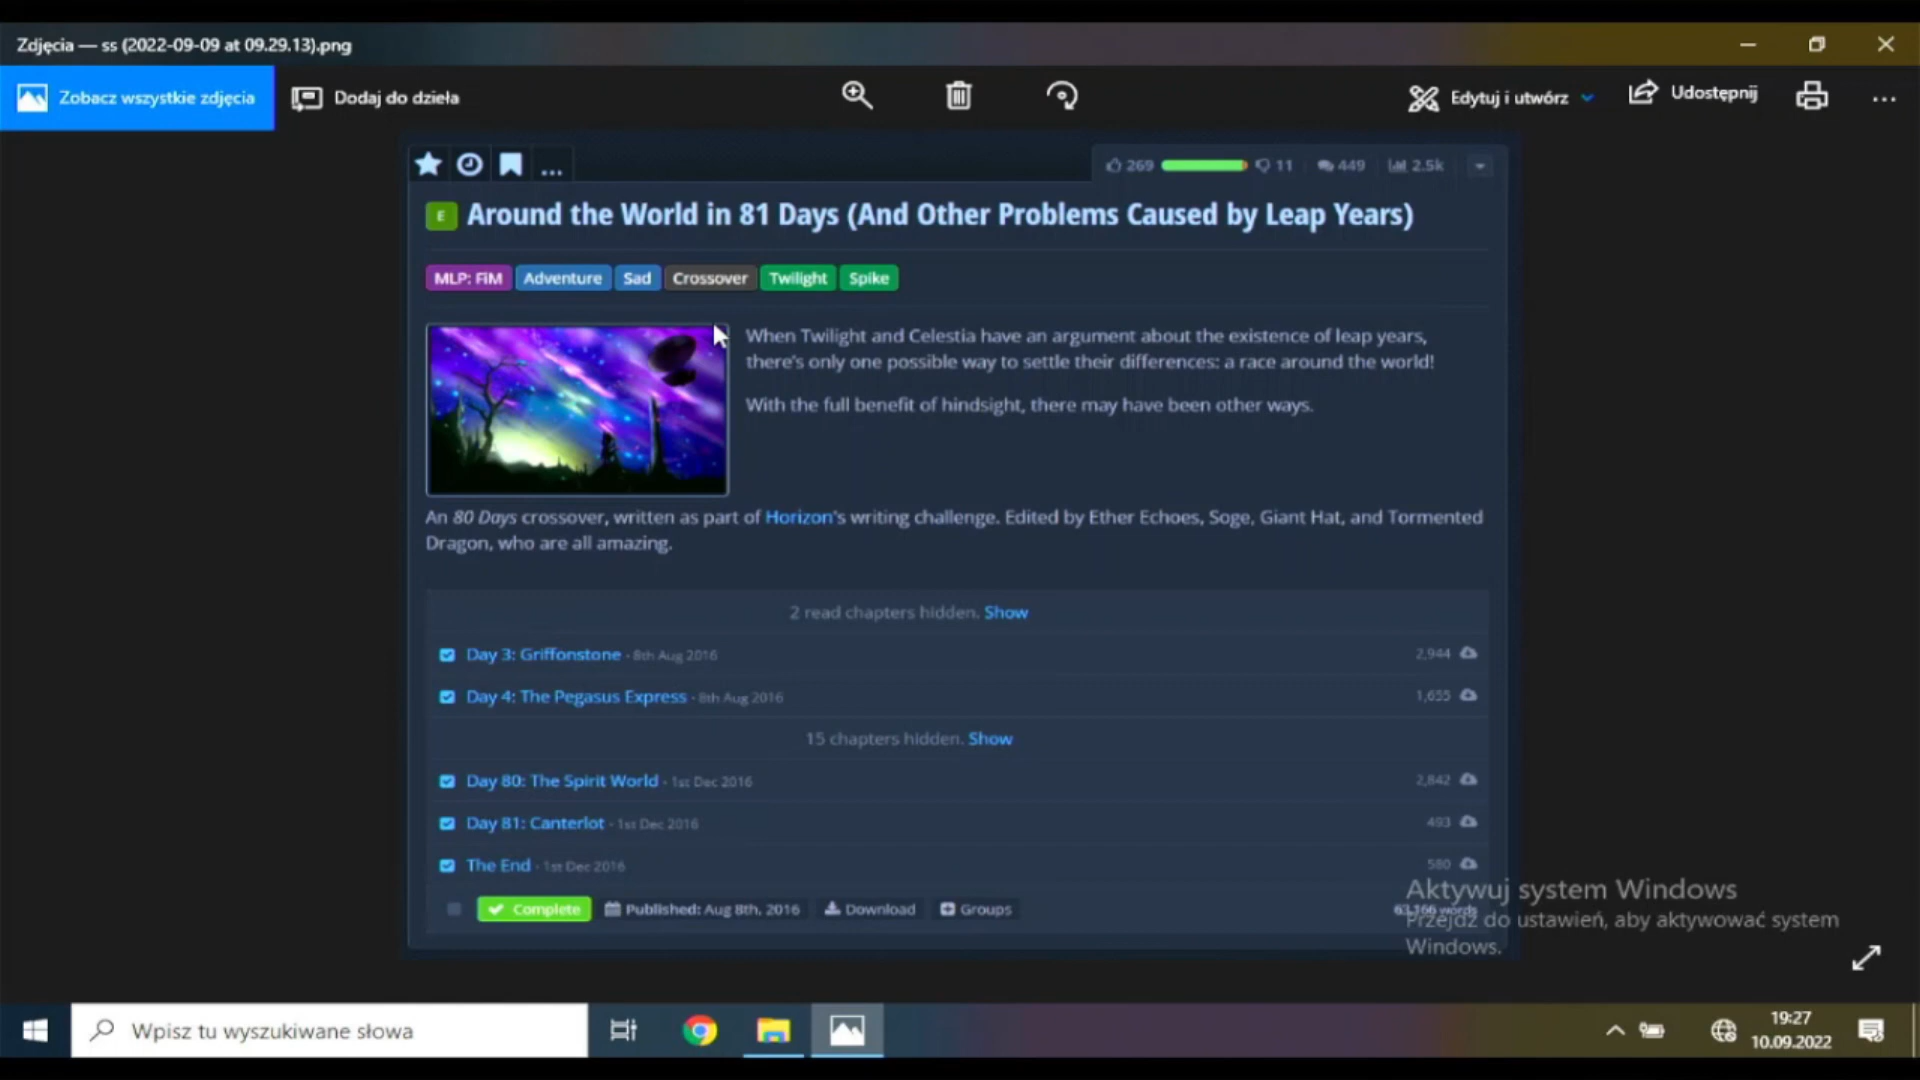 Zdjęcia — ss (2022-09-09 at 09.29.13).png
Zobacz wszystkie zdjęcia
Dodaj do dzieła
Edytuj i utwórz
Udostępnij
...
...
269 11 449 2.5k
E Around the World in 81 Days (And Other Problems Caused by Leap Years)
MLP: FiM Adventure Sad Crossover Twilight Spike
When Twilight and Celestia have an argument about the existence of leap years,
there's only one possible way to settle their differences: a race around the world!
With the full benefit of hindsight, there may have been other ways.
An 80 Days crossover, written as part of Horizon's writing challenge. Edited by Ether Echoes, Soge, Giant Hat, and Tormented
Dragon, who are all amazing.
2 read chapters hidden. Show
Day 3: Griffonstone - 8th Aug 2016 2,944
Day 4: The Pegasus Express - 8th Aug 2016 1,655
15 chapters hidden. Show
Day 80: The Spirit World - 1st Dec 2016 2,842
Day 81: Canterlot - 1st Dec 2016 493
The End - 1st Dec 2016 580
Complete Published: Aug 8th, 2016 Download Groups 63,166 words
Aktywuj system Windows
Przejdź do ustawień, aby aktywować system
Windows.
Wpisz tu wyszukiwane słowa
19:27
10.09.2022